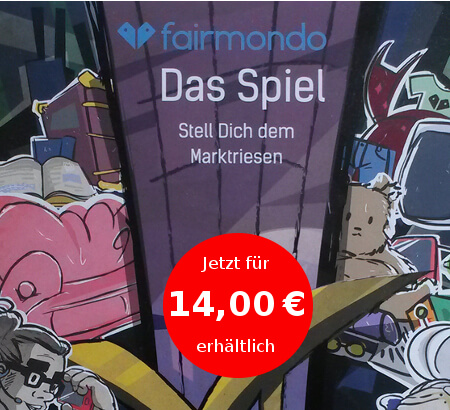 fairmondo
Das Spiel
Stell Dich dem
Marktriesen
Jetzt für
14,00 €
erhältlich